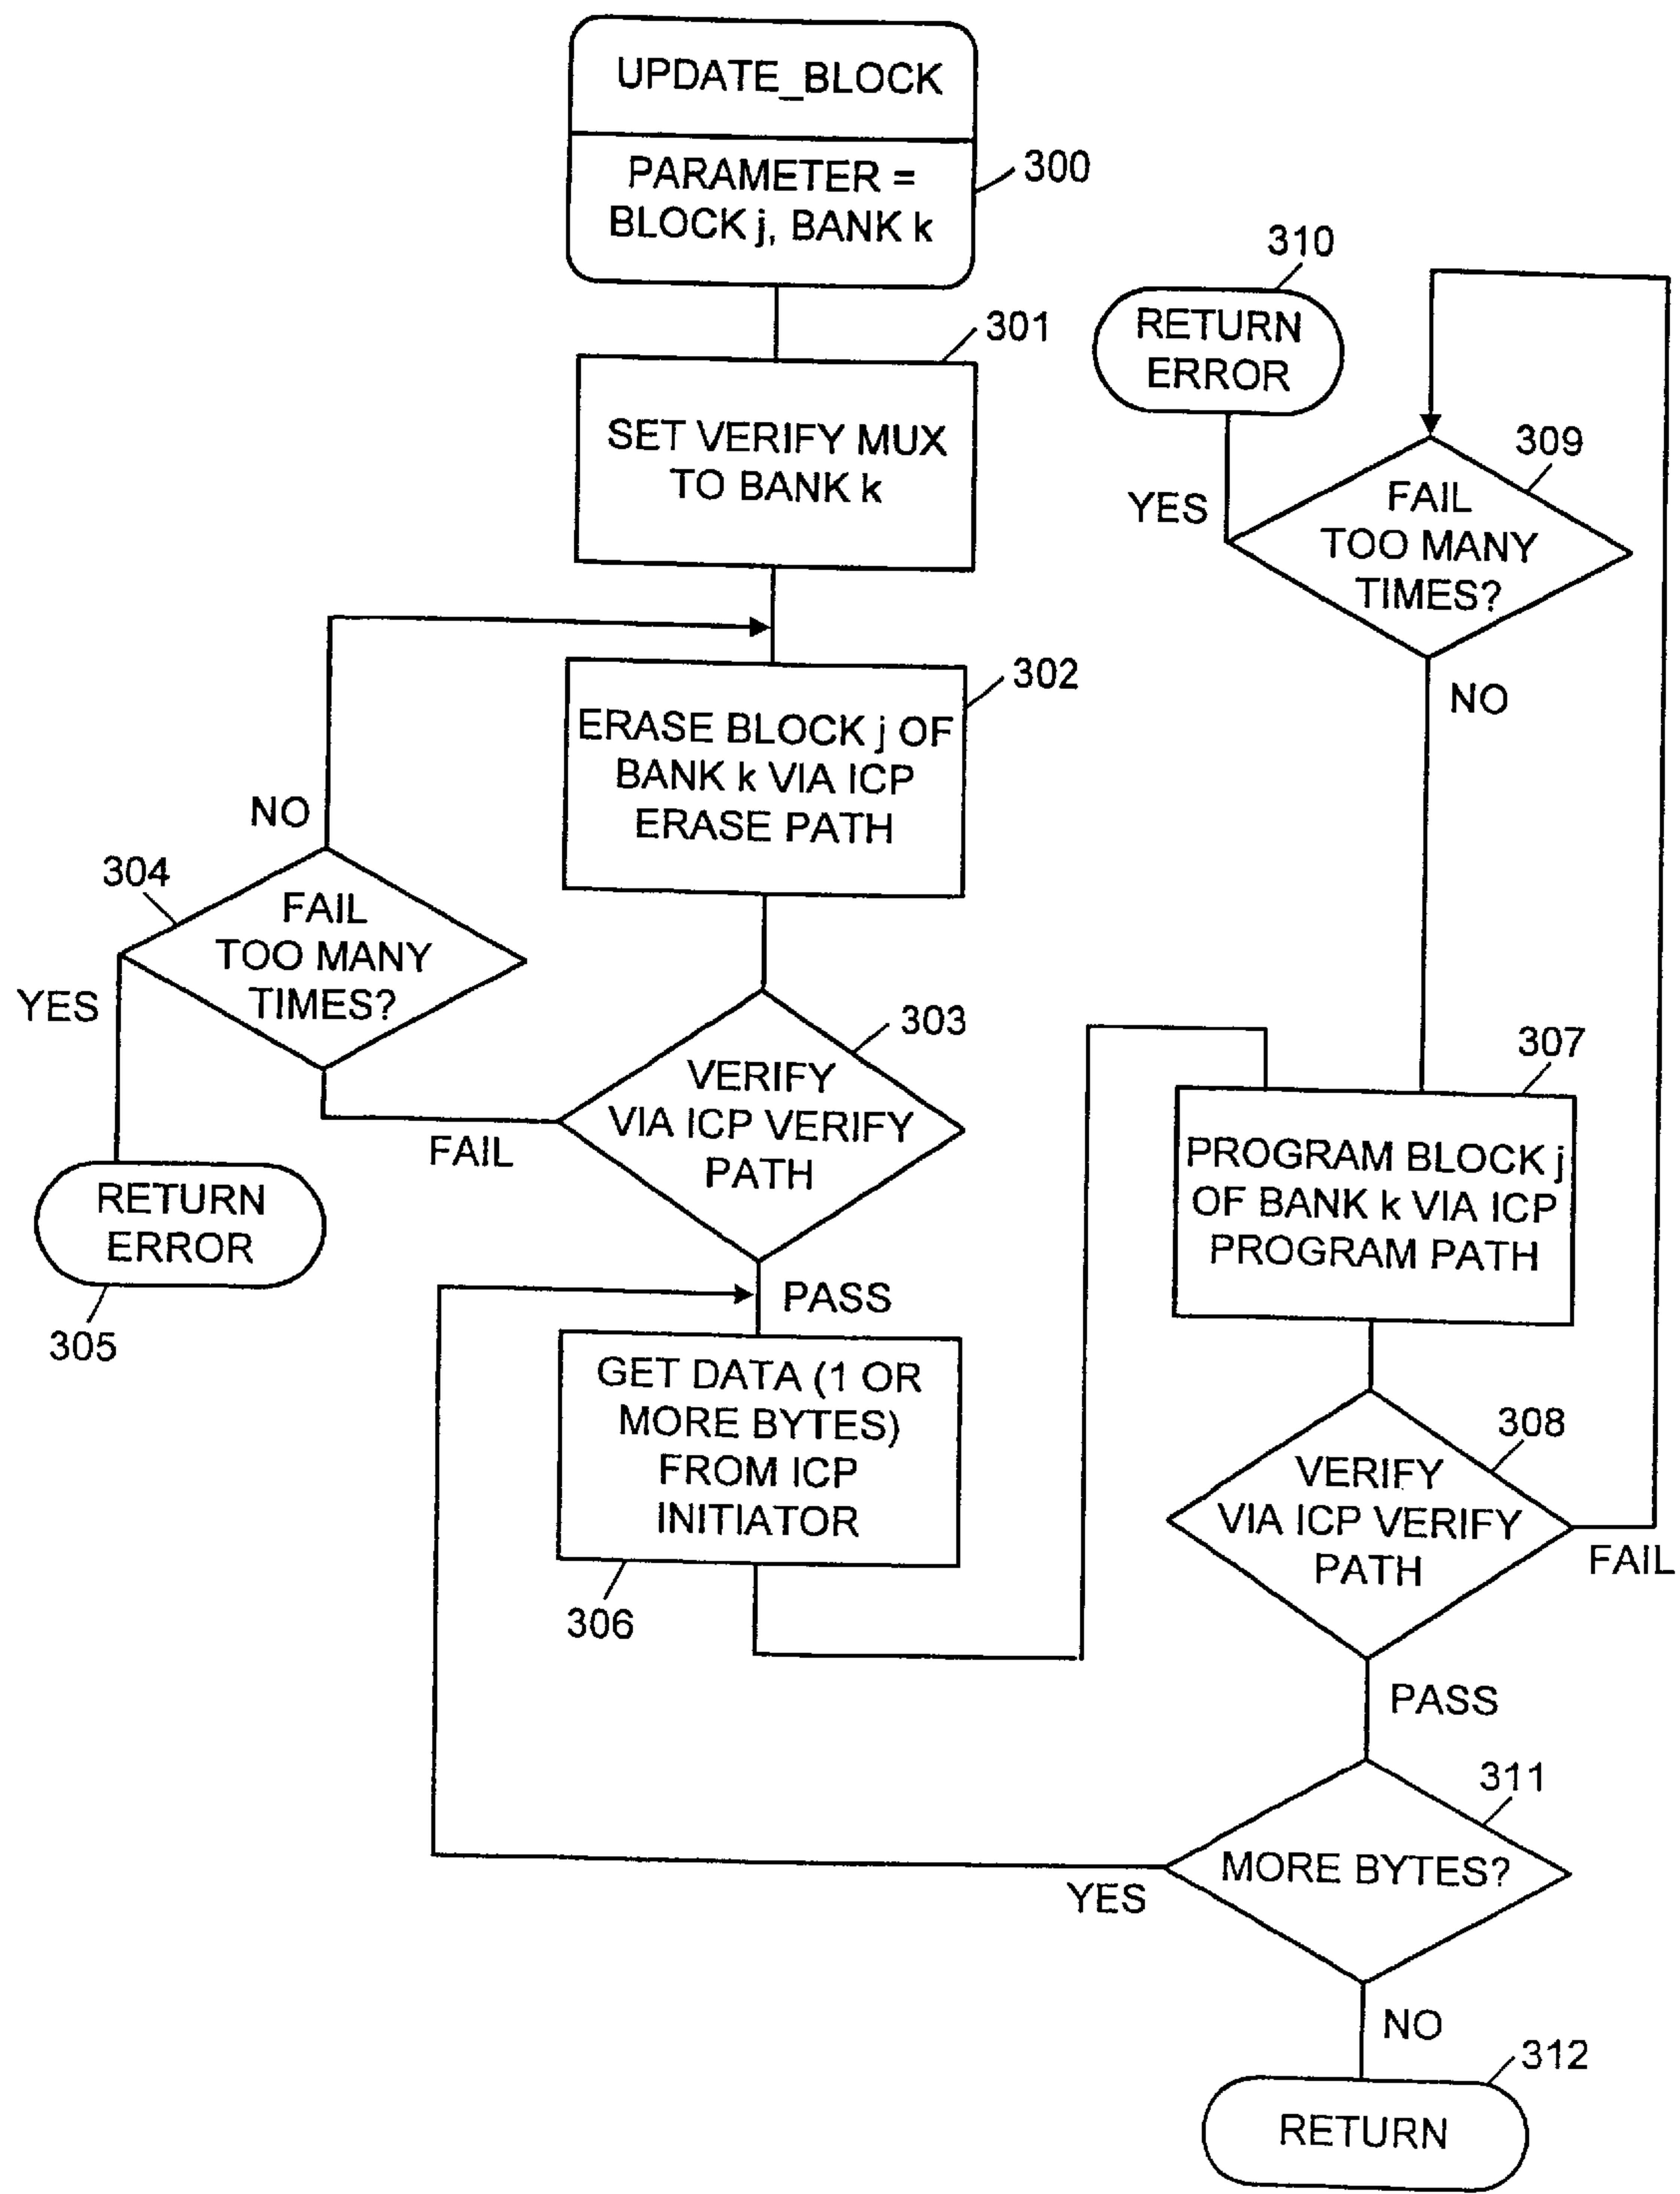 UPDATE_BLOCK
PARAMETER =
BLOCK j, BANK k
300
301
SET VERIFY MUX
TO BANK k
302
ERASE BLOCK j OF
BANK k VIA ICP
ERASE PATH
NO
304
FAIL
TOO MANY
TIMES?
YES
303
VERIFY
VIA ICP VERIFY
PATH
FAIL
RETURN
ERROR
305
PASS
GET DATA (1 OR
MORE BYTES)
FROM ICP
INITIATOR
306
310
RETURN
ERROR
309
YES
FAIL
TOO MANY
TIMES?
NO
307
PROGRAM BLOCK j
OF BANK k VIA ICP
PROGRAM PATH
308
VERIFY
VIA ICP VERIFY
PATH
FAIL
PASS
311
MORE BYTES?
YES
NO
312
RETURN